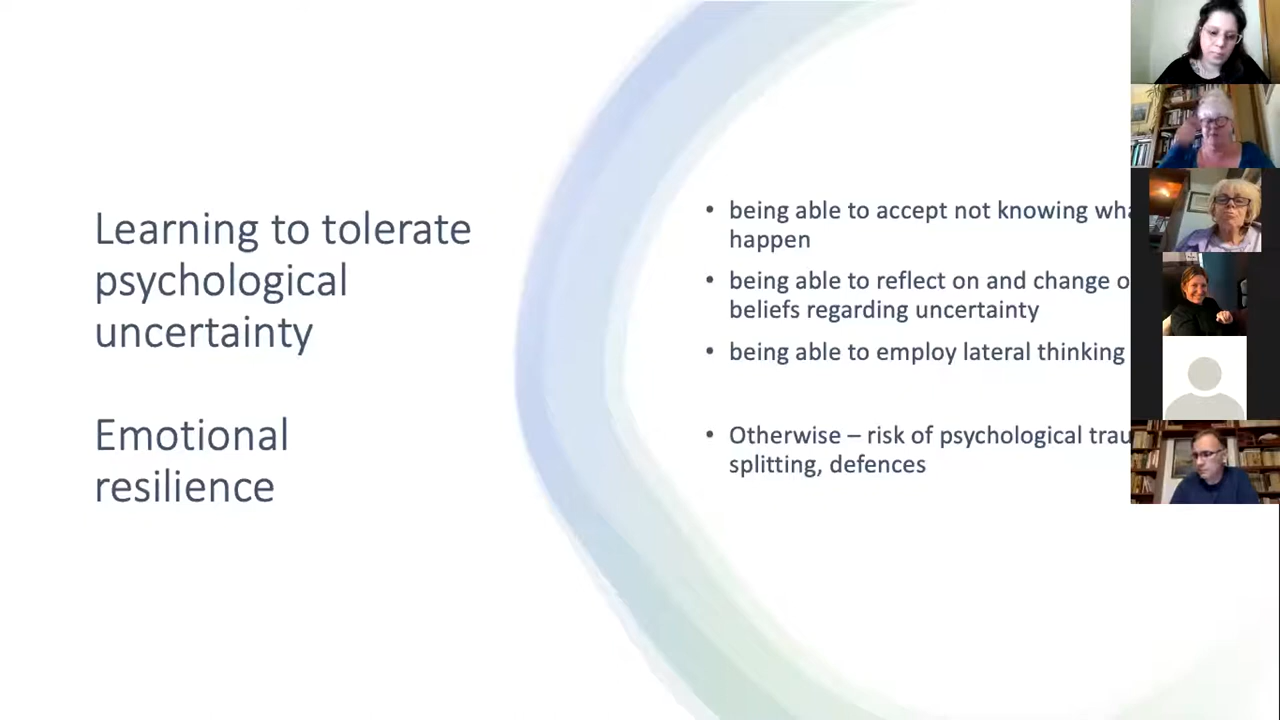 Learning to tolerate
psychological
uncertainty
Emotional
resilience
• being able to accept not knowing
happen
• being able to reflect on and change
beliefs regarding uncertainty
• being able to employ lateral thinking
• Otherwise – risk of psychological
splitting, defences